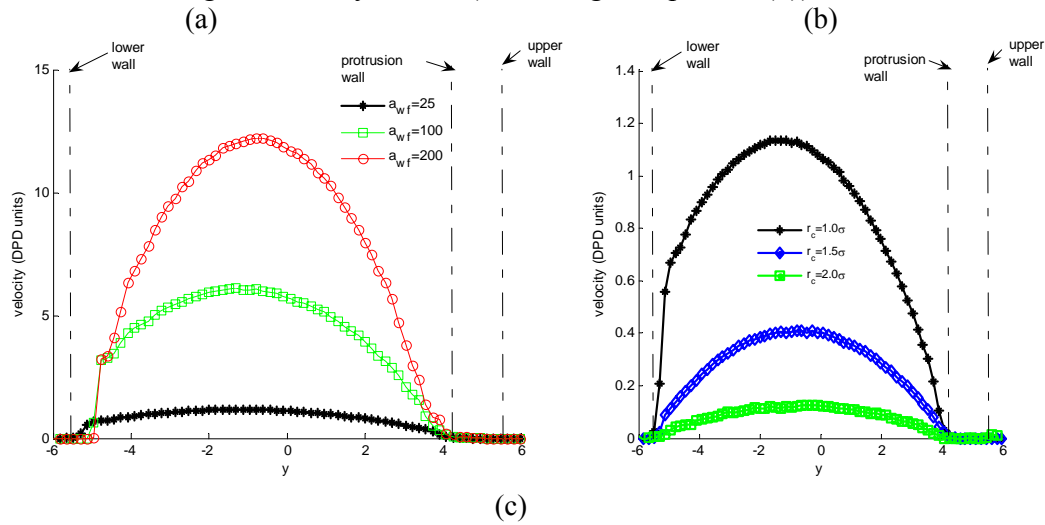 (a) (b)
lower
wall
protrusion
wall
upper
wall
15
10
5
0
velocity (DPD units)
a_wf=25
a_wf=100
a_wf=200
-6 -4 -2 0 2 4 6
y
lower
wall
protrusion
wall
upper
wall
1.4
1.2
1
0.8
0.6
0.4
0.2
0
velocity (DPD units)
r_c=1.0σ
r_c=1.5σ
r_c=2.0σ
-6 -4 -2 0 2 4 6
y
(c)